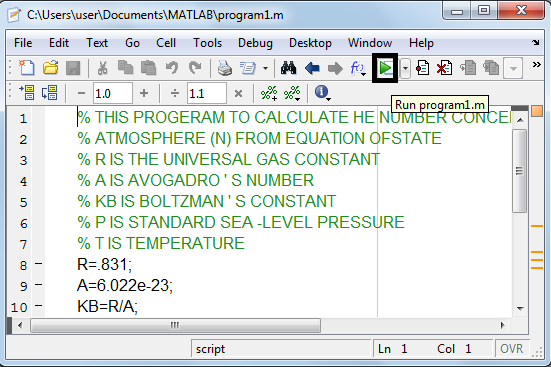 C:\Users\user\Documents\MATLAB\program1.m
File Edit Text Go Cell Tools Debug Desktop Window Help
- 1.0 + ÷ 1.1 ×
Run program1.m
1 % THIS PROGERAM TO CALCULATE HE NUMBER
2 % ATMOSPHERE (N) FROM EQUATION OFSTATE
3 % R IS THE UNIVERSAL GAS CONSTANT
4 % A IS AVOGADRO ' S NUMBER
5 % KB IS BOLTZMAN ' S CONSTANT
6 % P IS STANDARD SEA -LEVEL PRESSURE
7 % T IS TEMPERATURE
8 – R=.831;
9 – A=6.022e-23;
10 – KB=R/A;
script Ln 1 Col 1 OVR